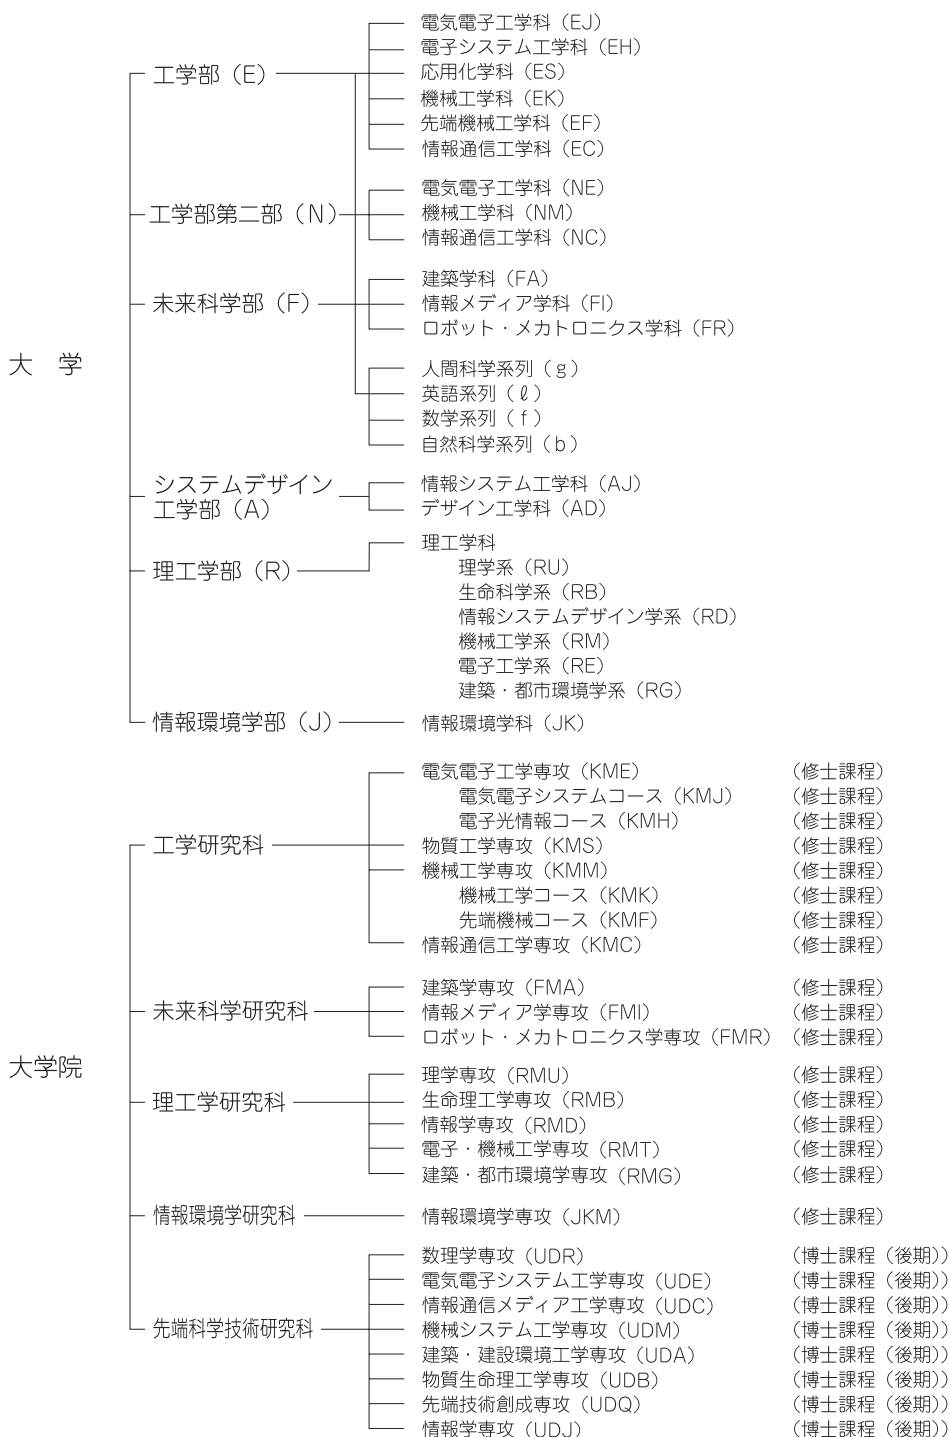 大　学
工学部（E）
電気電子工学科（EJ）
電子システム工学科（EH）
応用化学科（ES）
機械工学科（EK）
先端機械工学科（EF）
情報通信工学科（EC）
工学部第二部（N）
電気電子工学科（NE）
機械工学科（NM）
情報通信工学科（NC）
未来科学部（F）
建築学科（FA）
情報メディア学科（FI）
ロボット・メカトロニクス学科（FR）
人間科学系列（g）
英語系列（ℓ）
数学系列（f）
自然科学系列（b）
システムデザイン
工学部（A）
情報システム工学科（AJ）
デザイン工学科（AD）
理工学部（R）
理工学科
理学系（RU）
生命科学系（RB）
情報システムデザイン学系（RD）
機械工学系（RM）
電子工学系（RE）
建築・都市環境学系（RG）
情報環境学部（J）
情報環境学科（JK）
大学院
工学研究科
電気電子工学専攻（KME）（修士課程）
電気電子システムコース（KMJ）（修士課程）
電子光情報コース（KMH）（修士課程）
物質工学専攻（KMS）（修士課程）
機械工学専攻（KMM）（修士課程）
機械工学コース（KMK）（修士課程）
先端機械コース（KMF）（修士課程）
情報通信工学専攻（KMC）（修士課程）
未来科学研究科
建築学専攻（FMA）（修士課程）
情報メディア学専攻（FMI）（修士課程）
ロボット・メカトロニクス学専攻（FMR）（修士課程）
理工学研究科
理学専攻（RMU）（修士課程）
生命理工学専攻（RMB）（修士課程）
情報学専攻（RMD）（修士課程）
電子・機械工学専攻（RMT）（修士課程）
建築・都市環境学専攻（RMG）（修士課程）
情報環境学研究科
情報環境学専攻（JKM）（修士課程）
先端科学技術研究科
数理学専攻（UDR）（博士課程（後期））
電気電子システム工学専攻（UDE）（博士課程（後期））
情報通信メディア工学専攻（UDC）（博士課程（後期））
機械システム工学専攻（UDM）（博士課程（後期））
建築・建設環境工学専攻（UDA）（博士課程（後期））
物質生命理工学専攻（UDB）（博士課程（後期））
先端技術創成専攻（UDQ）（博士課程（後期））
情報学専攻（UDJ）（博士課程（後期））